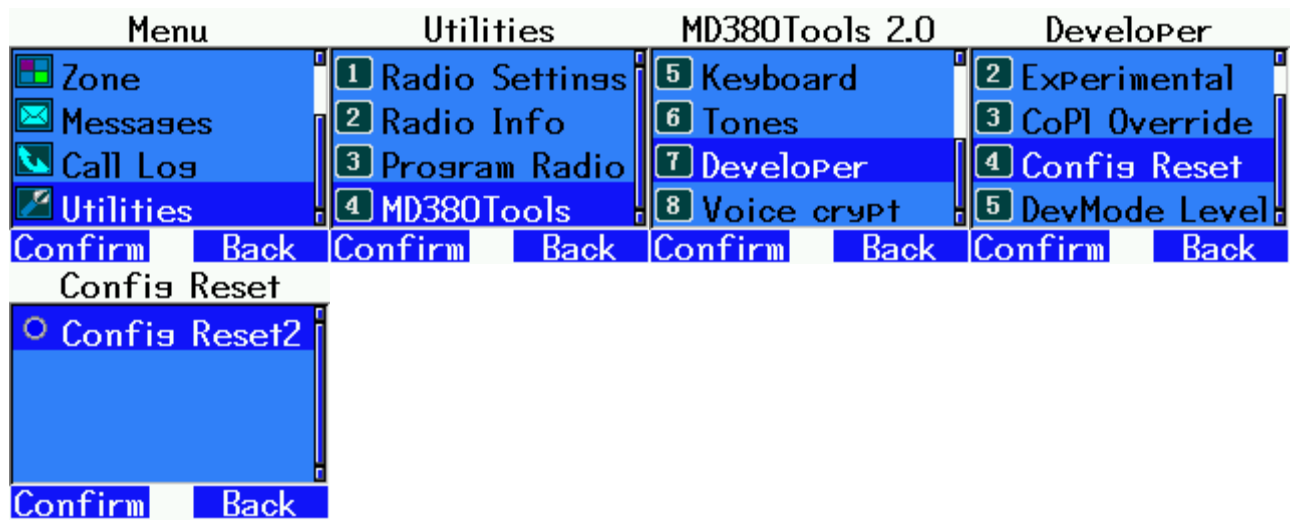 Menu
Zone
Messages
Call Log
Utilities
Confirm Back
Utilities
1 Radio Settings
2 Radio Info
3 Program Radio
4 MD380Tools
Confirm Back
MD380Tools 2.0
5 Keyboard
6 Tones
7 Developer
8 Voice crypt
Confirm Back
Developer
2 Experimental
3 CoPl Override
4 Config Reset
5 DevMode Level
Confirm Back
Config Reset
Config Reset2
Confirm Back